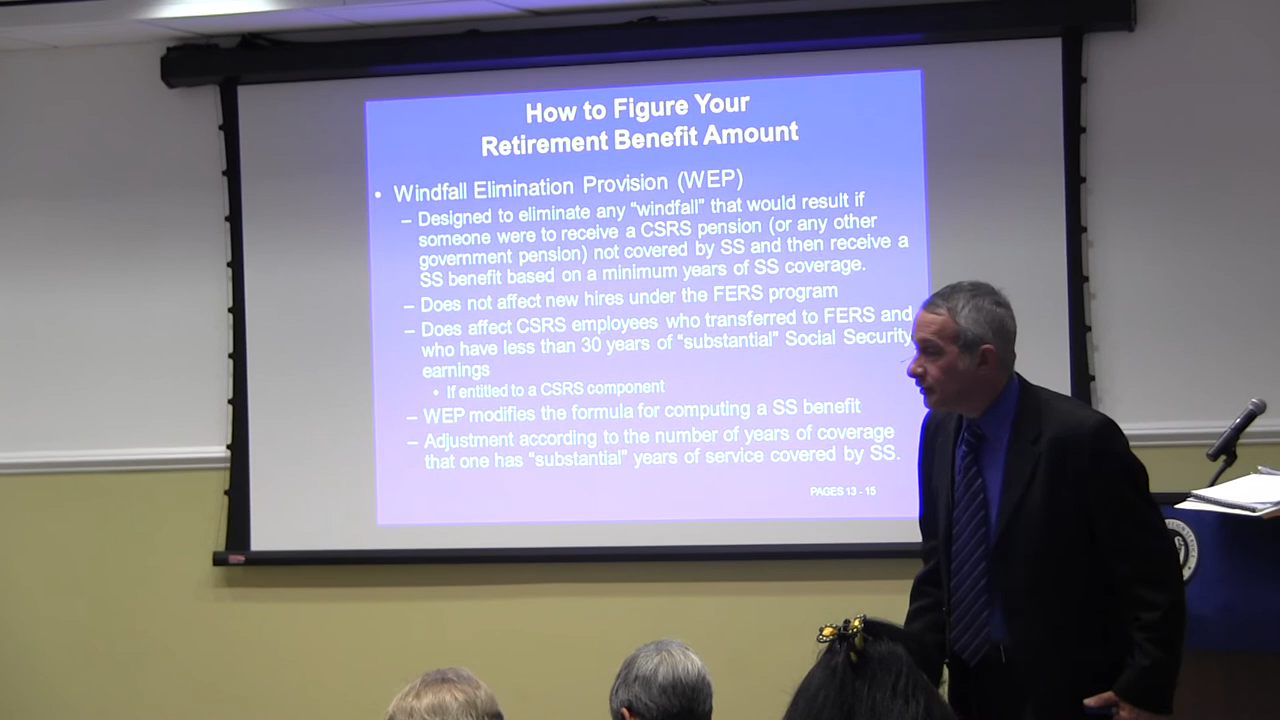 How to Figure Your
Retirement Benefit Amount
• Windfall Elimination Provision (WEP)
– Designed to eliminate any “windfall” that would result if
someone were to receive a CSRS pension (or any other
government pension) not covered by SS and then receive a
SS benefit based on a minimum years of SS coverage.
– Does not affect new hires under the FERS program
– Does affect CSRS employees who transferred to FERS and
who have less than 30 years of “substantial” Social Security
earnings
• If entitled to a CSRS component
– WEP modifies the formula for computing a SS benefit
– Adjustment according to the number of years of coverage
that one has “substantial” years of service covered by SS.
PAGES 13 - 15